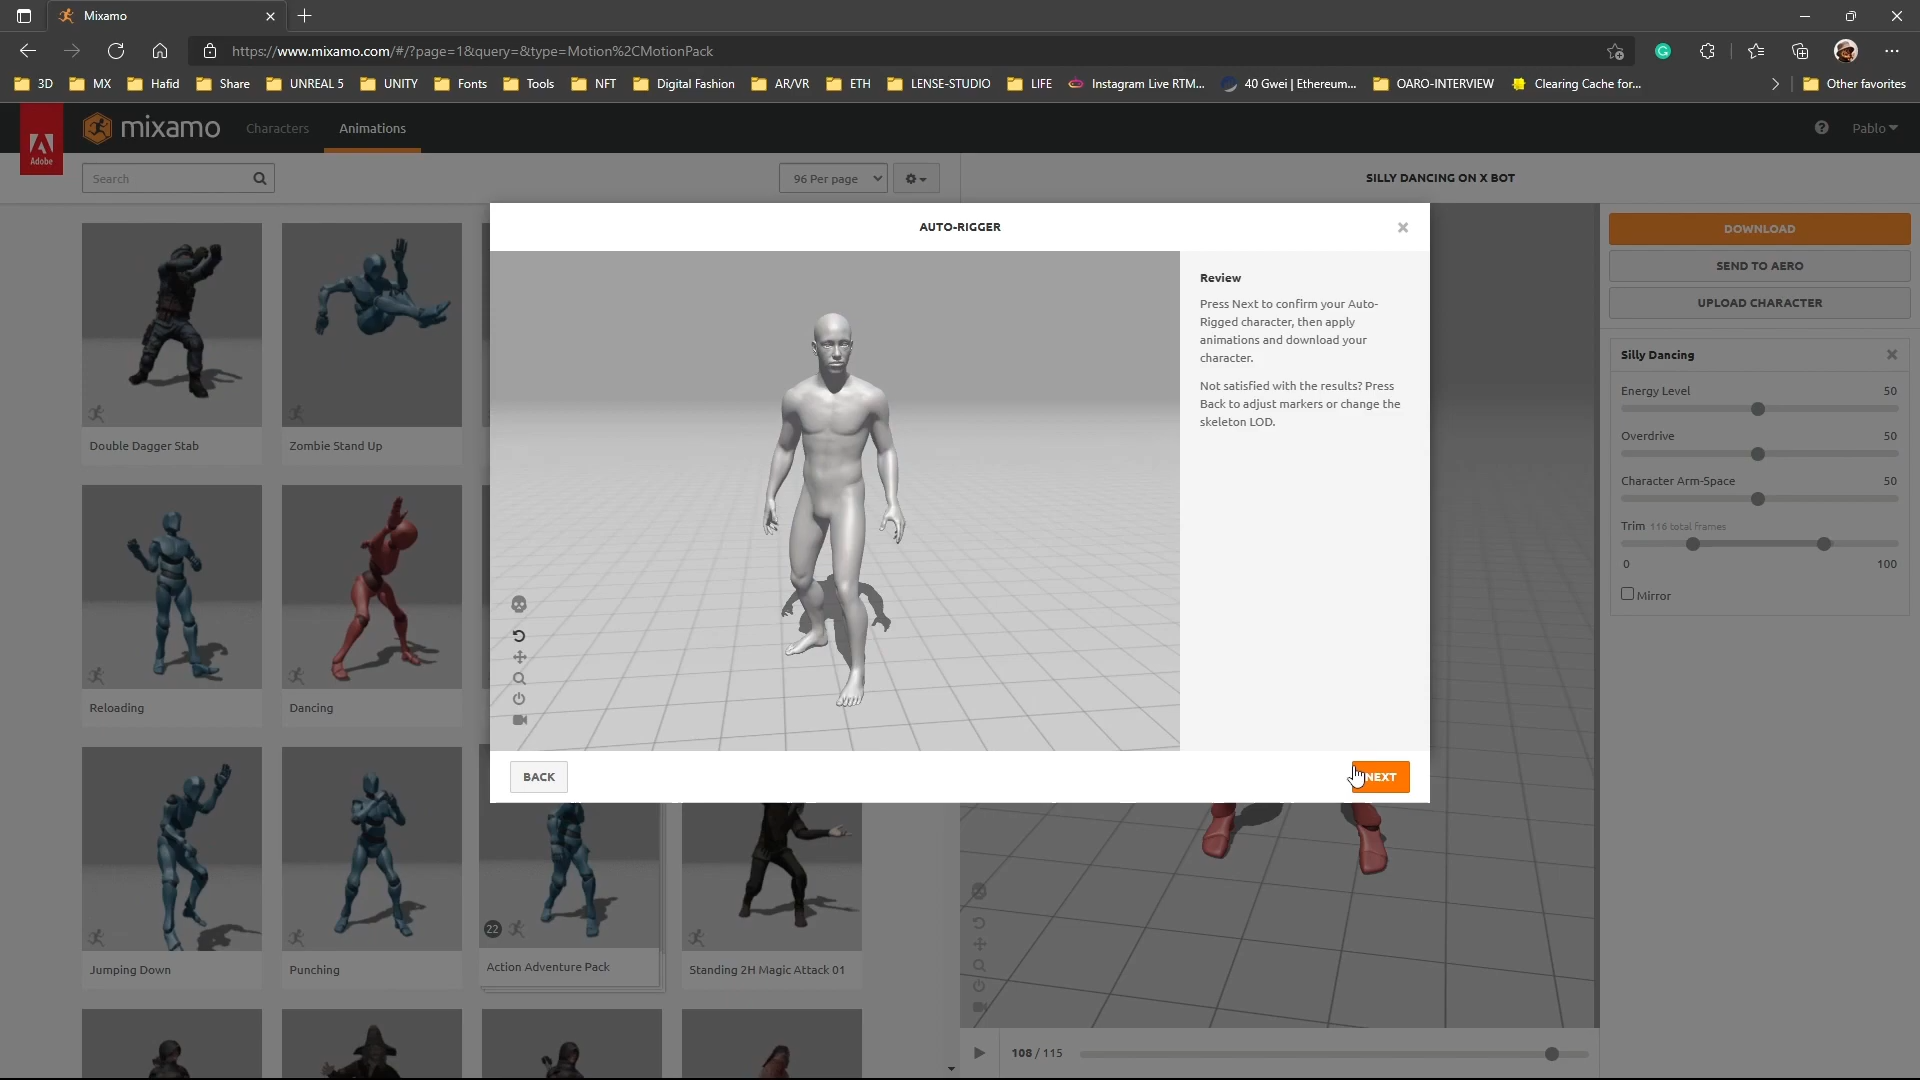 Mixamo
https://www.mixamo.com/#/?page=1&query=&type=Motion%2CMotionPack
3D MX Hafid Share UNREAL 5 UNITY Fonts Tools NFT Digital Fashion AR/VR ETH LENSE-STUDIO LIFE Instagram Live RTM... 40 Gwei | Ethereum... OARO-INTERVIEW Clearing Cache for... Other favorites
Adobe
mixamo Characters Animations Pablo
Search
96 Per page
SILLY DANCING ON X BOT
AUTO-RIGGER
DOWNLOAD
SEND TO AERO
UPLOAD CHARACTER
Review
Press Next to confirm your Auto-
Rigged character, then apply
animations and download your
character.
Not satisfied with the results? Press
Back to adjust markers or change the
skeleton LOD.
BACK
NEXT
Silly Dancing
Energy Level 50
Overdrive 50
Character Arm-Space 50
Trim 116 total frames
0 100
Mirror
Double Dagger Stab
Zombie Stand Up
Reloading
Dancing
22
Jumping Down
Punching
Action Adventure Pack
Standing 2H Magic Attack 01
108 / 115